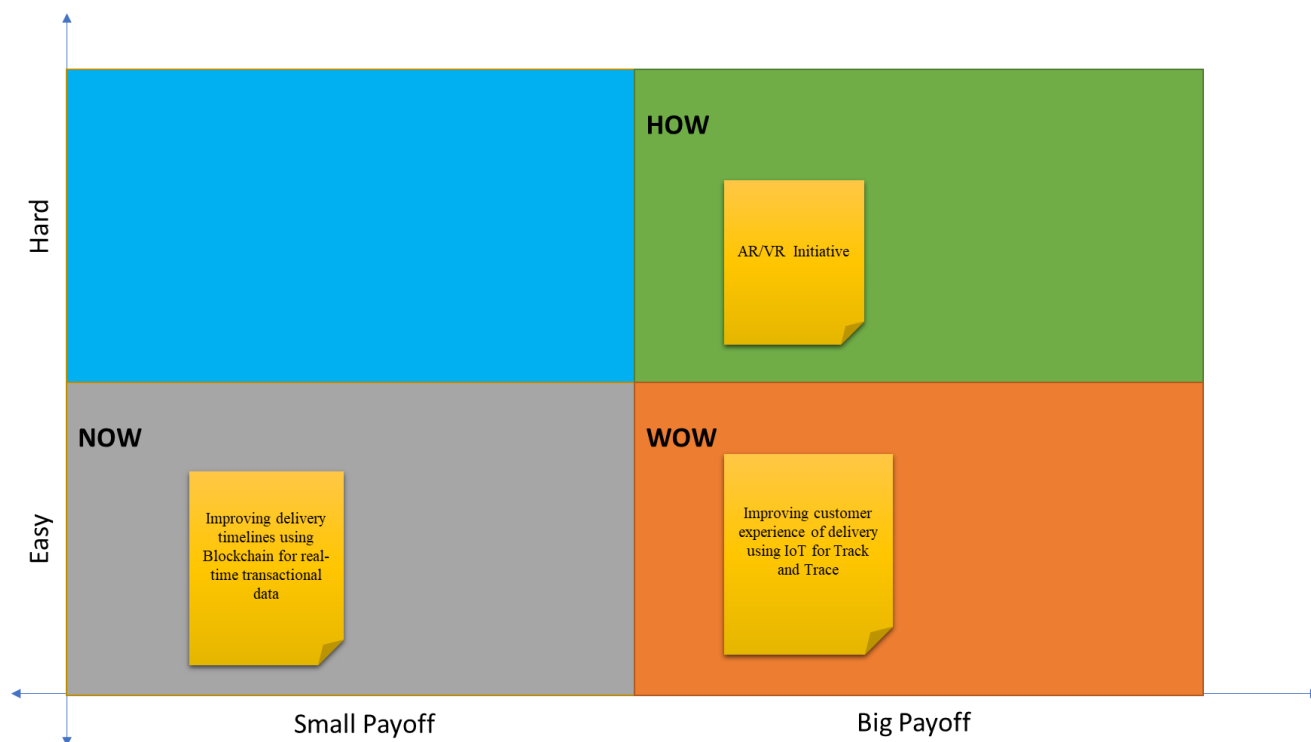 HOW
Hard
AR/VR Initiative
NOW
WOW
Easy
Improving delivery
timelines using
Blockchain for real-
time transactional
data
Improving customer
experience of delivery
using IoT for Track
and Trace
Small Payoff
Big Payoff